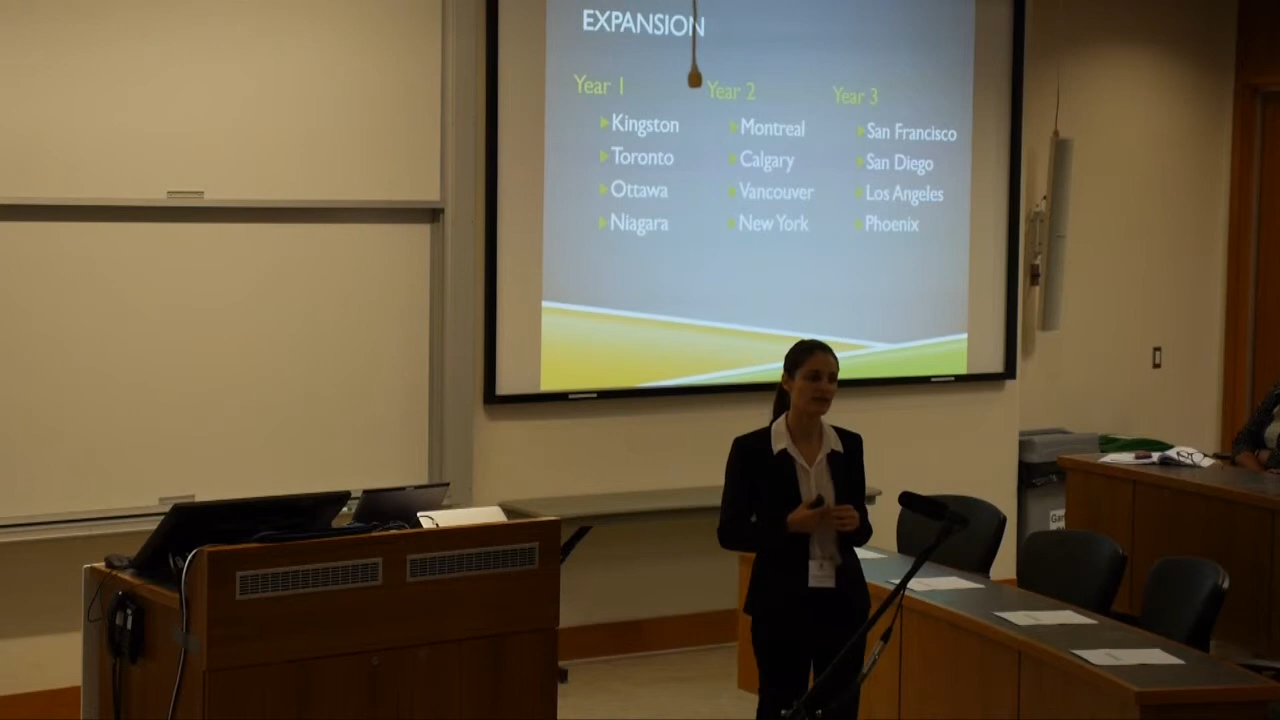 EXPANSION
Year 1
Kingston
Toronto
Ottawa
Niagara
Year 2
Montreal
Calgary
Vancouver
New York
Year 3
San Francisco
San Diego
Los Angeles
Phoenix